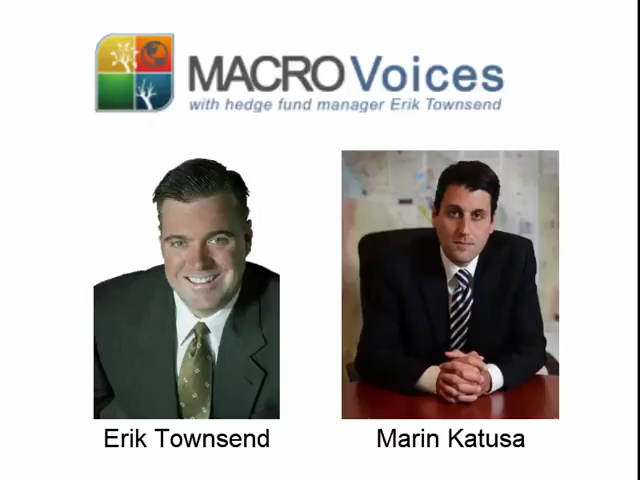 MACRO Voices
with hedge fund manager Erik Townsend
Erik Townsend
Marin Katusa